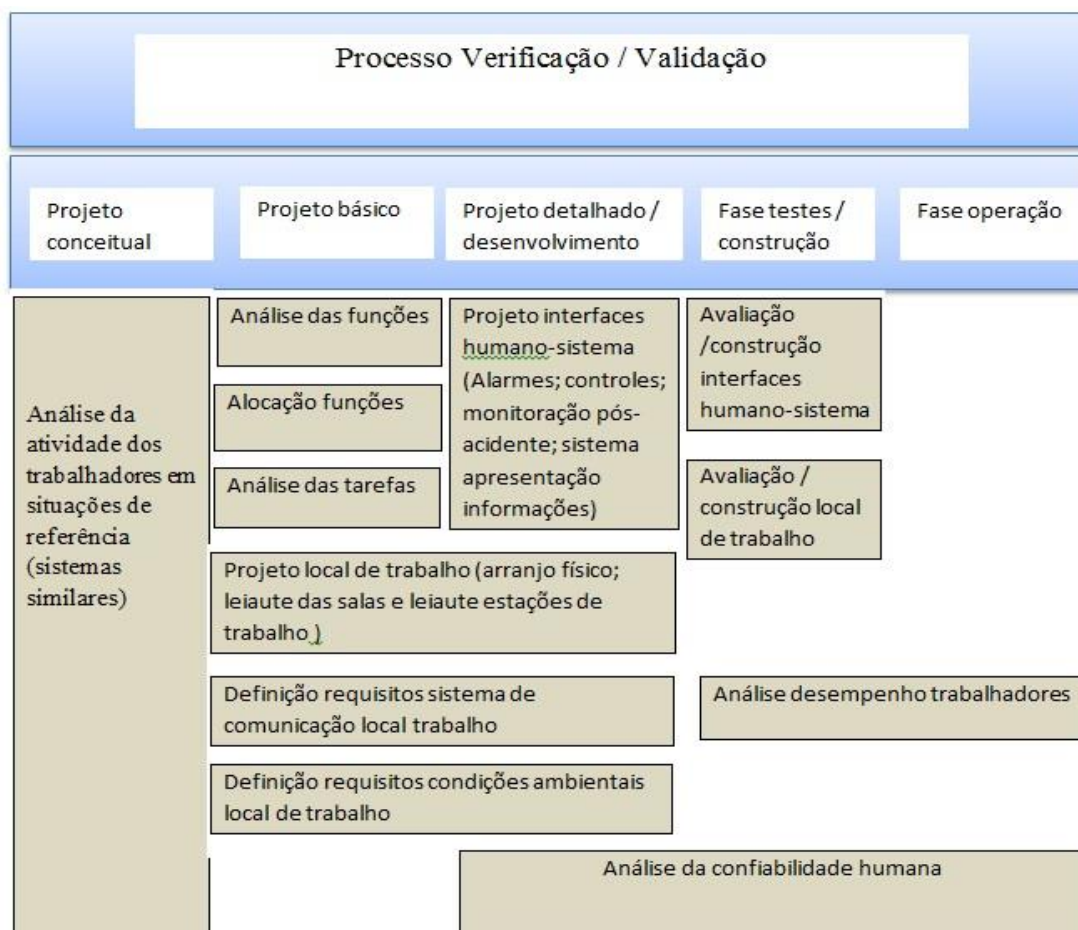 Processo Verificação / Validação
Projeto
conceitual
Projeto básico
Projeto detalhado /
desenvolvimento
Fase testes /
construção
Fase operação
Análise da
atividade dos
trabalhadores em
situações de
referência
(sistemas
similares)
Análise das funções
Alocação funções
Análise das tarefas
Projeto interfaces
humano-sistema
(Alarmes; controles;
monitoração pós-
acidente; sistema
apresentação
informações)
Avaliação
/construção
interfaces
humano-sistema
Avaliação /
construção local
de trabalho
Projeto local de trabalho (arranjo físico;
leiaute das salas e leiaute estações de
trabalho )
Definição requisitos sistema de
comunicação local trabalho
Análise desempenho trabalhadores
Definição requisitos condições ambientais
local de trabalho
Análise da confiabilidade humana